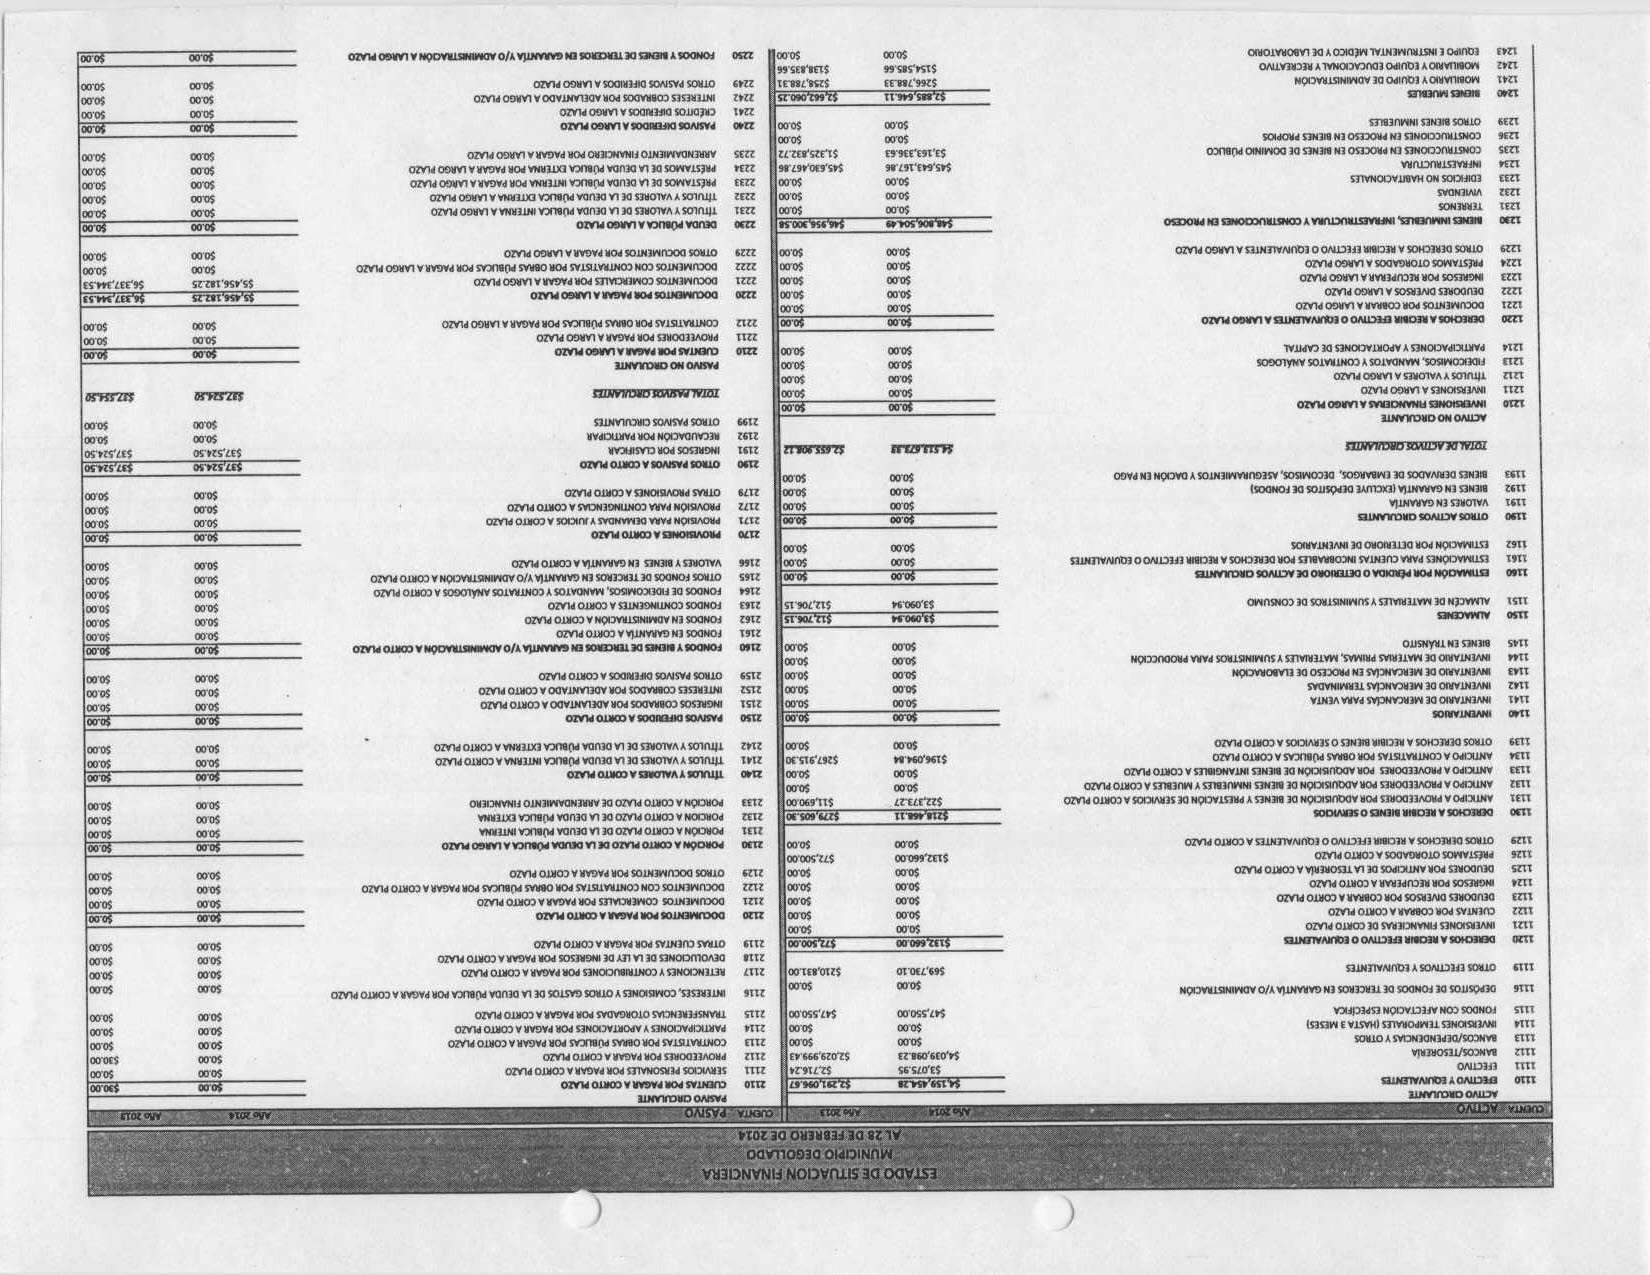 ESTADO DE SITUACION FINANCIERA
MUNICIPIO DEGOLLADO
AL 28 DE FEBRERO DE 2014
CUENTA ACTIVO Año 2014 Año 2013
ACTIVO CIRCULANTE
1110 EFECTIVO Y EQUIVALENTES $4,159,454.28 $2,291,096.67
1111 EFECTIVO $3,075.95 $2,716.24
1112 BANCOS/TESORERÍA $4,039,098.23 $2,029,999.43
1113 BANCOS/DEPENDENCIAS Y OTROS $0.00 $0.00
1114 INVERSIONES TEMPORALES (HASTA 3 MESES) $0.00 $0.00
1115 FONDOS CON AFECTACIÓN ESPECÍFICA $47,550.00 $47,550.00
1116 DEPÓSITOS DE FONDOS DE TERCEROS EN GARANTÍA Y/O ADMINISTRACIÓN $0.00 $0.00
1119 OTROS EFECTIVOS Y EQUIVALENTES $69,730.10 $210,831.00
1120 DERECHOS A RECIBIR EFECTIVO O EQUIVALENTES $132,660.00 $72,500.00
1121 INVERSIONES FINANCIERAS DE CORTO PLAZO $0.00 $0.00
1122 CUENTAS POR COBRAR A CORTO PLAZO $0.00 $0.00
1123 DEUDORES DIVERSOS POR COBRAR A CORTO PLAZO $0.00 $0.00
1124 INGRESOS POR RECUPERAR A CORTO PLAZO $0.00 $0.00
1125 DEUDORES POR ANTICIPOS DE LA TESORERÍA A CORTO PLAZO $0.00 $0.00
1126 PRÉSTAMOS OTORGADOS A CORTO PLAZO $132,660.00 $72,500.00
1129 OTROS DERECHOS A RECIBIR EFECTIVO O EQUIVALENTES A CORTO PLAZO $0.00 $0.00
1130 DERECHOS A RECIBIR BIENES O SERVICIOS $218,468.11 $279,605.30
1131 ANTICIPO A PROVEEDORES POR ADQUISICIÓN DE BIENES Y PRESTACIÓN DE SERVICIOS A CORTO PLAZO $22,373.27 $11,690.00
1132 ANTICIPO A PROVEEDORES POR ADQUISICIÓN DE BIENES INMUEBLES Y MUEBLES A CORTO PLAZO $0.00 $0.00
1133 ANTICIPO A PROVEEDORES POR ADQUISICIÓN DE BIENES INTANGIBLES A CORTO PLAZO $0.00 $0.00
1134 ANTICIPO A CONTRATISTAS POR OBRAS PÚBLICAS A CORTO PLAZO $196,094.84 $267,915.30
1139 OTROS DERECHOS A RECIBIR BIENES O SERVICIOS A CORTO PLAZO $0.00 $0.00
1140 INVENTARIOS $0.00 $0.00
1141 INVENTARIO DE MERCANCÍAS PARA VENTA $0.00 $0.00
1142 INVENTARIO DE MERCANCÍAS TERMINADAS $0.00 $0.00
1143 INVENTARIO DE MERCANCÍAS EN PROCESO DE ELABORACIÓN $0.00 $0.00
1144 INVENTARIO DE MATERIAS PRIMAS, MATERIALES Y SUMINISTROS PARA PRODUCCIÓN $0.00 $0.00
1145 BIENES EN TRÁNSITO $0.00 $0.00
1150 ALMACENES $3,090.94 $12,706.15
1151 ALMACÉN DE MATERIALES Y SUMINISTROS DE CONSUMO $3,090.94 $12,706.15
1160 ESTIMACIÓN POR PÉRDIDA O DETERIORO DE ACTIVOS CIRCULANTES $0.00 $0.00
1161 ESTIMACIONES PARA CUENTAS INCOBRABLES POR DERECHOS A RECIBIR EFECTIVO O EQUIVALENTES $0.00 $0.00
1162 ESTIMACIÓN POR DETERIORO DE INVENTARIOS $0.00 $0.00
1190 OTROS ACTIVOS CIRCULANTES $0.00 $0.00
1191 VALORES EN GARANTÍA $0.00 $0.00
1192 BIENES EN GARANTÍA (EXCLUYE DEPÓSITOS DE FONDOS) $0.00 $0.00
1193 BIENES DERIVADOS DE EMBARGOS, DECOMISOS, ASEGURAMIENTOS Y DACIÓN EN PAGO $0.00 $0.00
TOTAL DE ACTIVOS CIRCULANTES $4,513,673.33 $2,655,908.12
ACTIVO NO CIRCULANTE
1210 INVERSIONES FINANCIERAS A LARGO PLAZO $0.00 $0.00
1211 INVERSIONES A LARGO PLAZO $0.00 $0.00
1212 TÍTULOS Y VALORES A LARGO PLAZO $0.00 $0.00
1213 FIDEICOMISOS, MANDATOS Y CONTRATOS ANÁLOGOS $0.00 $0.00
1214 PARTICIPACIONES Y APORTACIONES DE CAPITAL $0.00 $0.00
1220 DERECHOS A RECIBIR EFECTIVO O EQUIVALENTES A LARGO PLAZO $0.00 $0.00
1221 DOCUMENTOS POR COBRAR A LARGO PLAZO $0.00 $0.00
1222 DEUDORES DIVERSOS A LARGO PLAZO $0.00 $0.00
1223 INGRESOS POR RECUPERAR A LARGO PLAZO $0.00 $0.00
1224 PRESTAMOS OTORGADOS A LARGO PLAZO $0.00 $0.00
1229 OTROS DERECHOS A RECIBIR EFECTIVO O EQUIVALENTES A LARGO PLAZO $0.00 $0.00
1230 BIENES INMUEBLES, INFRAESTRUCTURA Y CONSTRUCCIONES EN PROCESO $48,806,504.49 $46,956,300.58
1231 TERRENOS $0.00 $0.00
1232 VIVIENDAS $0.00 $0.00
1233 EDIFICIOS NO HABITACIONALES $0.00 $0.00
1234 INFRAESTRUCTURA $45,643,167.86 $45,630,467.86
1235 CONSTRUCCIONES EN PROCESO EN BIENES DE DOMINIO PÚBLICO $3,163,336.63 $1,325,832.72
1236 CONSTRUCCIONES EN PROCESO EN BIENES PROPIOS $0.00 $0.00
1239 OTROS BIENES INMUEBLES $0.00 $0.00
1240 BIENES MUEBLES $2,885,646.11 $2,662,060.25
1241 MOBILIARIO Y EQUIPO DE ADMINISTRACIÓN $266,788.33 $258,788.31
1242 MOBILIARIO Y EQUIPO EDUCACIONAL Y RECREATIVO $154,585.66 $138,835.66
1243 EQUIPO E INSTRUMENTAL MÉDICO Y DE LABORATORIO $0.00 $0.00
CUENTA PASIVO Año 2014 Año 2013
PASIVO CIRCULANTE
2110 CUENTAS POR PAGAR A CORTO PLAZO $0.00 $30.00
2111 SERVICIOS PERSONALES POR PAGAR A CORTO PLAZO $0.00 $0.00
2112 PROVEEDORES POR PAGAR A CORTO PLAZO $0.00 $30.00
2113 CONTRATISTAS POR OBRAS PÚBLICAS POR PAGAR A CORTO PLAZO $0.00 $0.00
2114 PARTICIPACIONES Y APORTACIONES POR PAGAR A CORTO PLAZO $0.00 $0.00
2115 TRANSFERENCIAS OTORGADAS POR PAGAR A CORTO PLAZO $0.00 $0.00
2116 INTERESES, COMISIONES Y OTROS GASTOS DE LA DEUDA PÚBLICA POR PAGAR A CORTO PLAZO $0.00 $0.00
2117 RETENCIONES Y CONTRIBUCIONES POR PAGAR A CORTO PLAZO $0.00 $0.00
2118 DEVOLUCIONES DE LA LEY DE INGRESOS POR PAGAR A CORTO PLAZO $0.00 $0.00
2119 OTRAS CUENTAS POR PAGAR A CORTO PLAZO $0.00 $0.00
2120 DOCUMENTOS POR PAGAR A CORTO PLAZO $0.00 $0.00
2121 DOCUMENTOS COMERCIALES POR PAGAR A CORTO PLAZO $0.00 $0.00
2122 DOCUMENTOS CON CONTRATISTAS POR OBRAS PÚBLICAS POR PAGAR A CORTO PLAZO $0.00 $0.00
2129 OTROS DOCUMENTOS POR PAGAR A CORTO PLAZO $0.00 $0.00
2130 PORCIÓN A CORTO PLAZO DE LA DEUDA PÚBLICA A LARGO PLAZO $0.00 $0.00
2131 PORCIÓN A CORTO PLAZO DE LA DEUDA PÚBLICA INTERNA $0.00 $0.00
2132 PORCION A CORTO PLAZO DE LA DEUDA PÚBLICA EXTERNA $0.00 $0.00
2133 PORCIÓN A CORTO PLAZO DE ARRENDAMIENTO FINANCIERO $0.00 $0.00
2140 TÍTULOS Y VALORES A CORTO PLAZO $0.00 $0.00
2141 TÍTULOS Y VALORES DE LA DEUDA PÚBLICA INTERNA A CORTO PLAZO $0.00 $0.00
2142 TÍTULOS Y VALORES DE LA DEUDA PÚBLICA EXTERNA A CORTO PLAZO $0.00 $0.00
2150 PASIVOS DIFERIDOS A CORTO PLAZO $0.00 $0.00
2151 INGRESOS COBRADOS POR ADELANTADO A CORTO PLAZO $0.00 $0.00
2152 INTERESES COBRADOS POR ADELANTADO A CORTO PLAZO $0.00 $0.00
2159 OTROS PASIVOS DIFERIDOS A CORTO PLAZO $0.00 $0.00
2160 FONDOS Y BIENES DE TERCEROS EN GARANTÍA Y/O ADMINISTRACIÓN A CORTO PLAZO $0.00 $0.00
2161 FONDOS EN GARANTÍA A CORTO PLAZO $0.00 $0.00
2162 FONDOS EN ADMINISTRACIÓN A CORTO PLAZO $0.00 $0.00
2163 FONDOS CONTINGENTES A CORTO PLAZO $0.00 $0.00
2164 FONDOS DE FIDEICOMISOS, MANDATOS Y CONTRATOS ANÁLOGOS A CORTO PLAZO $0.00 $0.00
2165 OTROS FONDOS DE TERCEROS EN GARANTÍA Y/O ADMINISTRACIÓN A CORTO PLAZO $0.00 $0.00
2166 VALORES Y BIENES EN GARANTÍA A CORTO PLAZO $0.00 $0.00
2170 PROVISIONES A CORTO PLAZO $0.00 $0.00
2171 PROVISIÓN PARA DEMANDAS Y JUICIOS A CORTO PLAZO $0.00 $0.00
2172 PROVISIÓN PARA CONTINGENCIAS A CORTO PLAZO $0.00 $0.00
2179 OTRAS PROVISIONES A CORTO PLAZO $0.00 $0.00
2190 OTROS PASIVOS A CORTO PLAZO $37,524.50 $37,524.50
2191 INGRESOS POR CLASIFICAR $37,524.50 $37,524.50
2192 RECAUDACIÓN POR PARTICIPAR $0.00 $0.00
2199 OTROS PASIVOS CIRCULANTES $0.00 $0.00
TOTAL PASIVOS CIRCULANTES $37,524.50 $37,554.50
PASIVO NO CIRCULANTE
2210 CUENTAS POR PAGAR A LARGO PLAZO $0.00 $0.00
2211 PROVEEDORES POR PAGAR A LARGO PLAZO $0.00 $0.00
2212 CONTRATISTAS POR OBRAS PÚBLICAS POR PAGAR A LARGO PLAZO $0.00 $0.00
2220 DOCUMENTOS POR PAGAR A LARGO PLAZO $5,456,182.25 $6,337,344.53
2221 DOCUMENTOS COMERCIALES POR PAGAR A LARGO PLAZO $5,456,182.25 $6,337,344.53
2222 DOCUMENTOS CON CONTRATISTAS POR OBRAS PÚBLICAS POR PAGAR A LARGO PLAZO $0.00 $0.00
2229 OTROS DOCUMENTOS POR PAGAR A LARGO PLAZO $0.00 $0.00
2230 DEUDA PÚBLICA A LARGO PLAZO $0.00 $0.00
2231 TÍTULOS Y VALORES DE LA DEUDA PÚBLICA INTERNA A LARGO PLAZO $0.00 $0.00
2232 TÍTULOS Y VALORES DE LA DEUDA PÚBLICA EXTERNA A LARGO PLAZO $0.00 $0.00
2233 PRÉSTAMOS DE LA DEUDA PÚBLICA INTERNA POR PAGAR A LARGO PLAZO $0.00 $0.00
2234 PRÉSTAMOS DE LA DEUDA PÚBLICA EXTERNA POR PAGAR A LARGO PLAZO $0.00 $0.00
2235 ARRENDAMIENTO FINANCIERO POR PAGAR A LARGO PLAZO $0.00 $0.00
2240 PASIVOS DIFERIDOS A LARGO PLAZO $0.00 $0.00
2241 CRÉDITOS DIFERIDOS A LARGO PLAZO $0.00 $0.00
2242 INTERESES COBRADOS POR ADELANTADO A LARGO PLAZO $0.00 $0.00
2249 OTROS PASIVOS DIFERIDOS A LARGO PLAZO $0.00 $0.00
2250 FONDOS Y BIENES DE TERCEROS EN GARANTÍA Y/O ADMINISTRACIÓN A LARGO PLAZO $0.00 $0.00